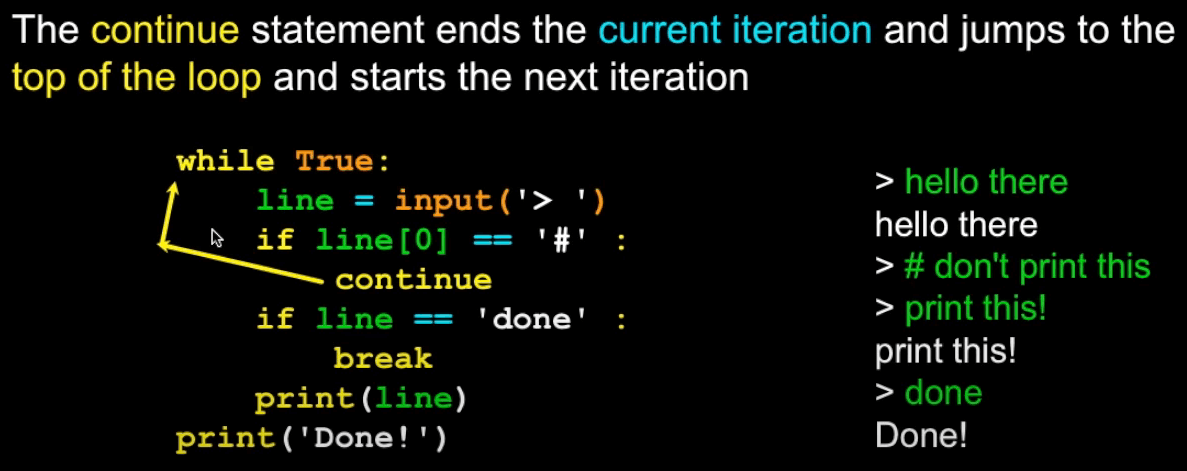 The continue statement ends the current iteration and jumps to the
top of the loop and starts the next iteration
while True:
    line = input('> ')
    if line[0] == '#' :
        continue
    if line == 'done' :
        break
    print(line)
print('Done!')
> hello there
hello there
> # don't print this
> print this!
print this!
> done
Done!